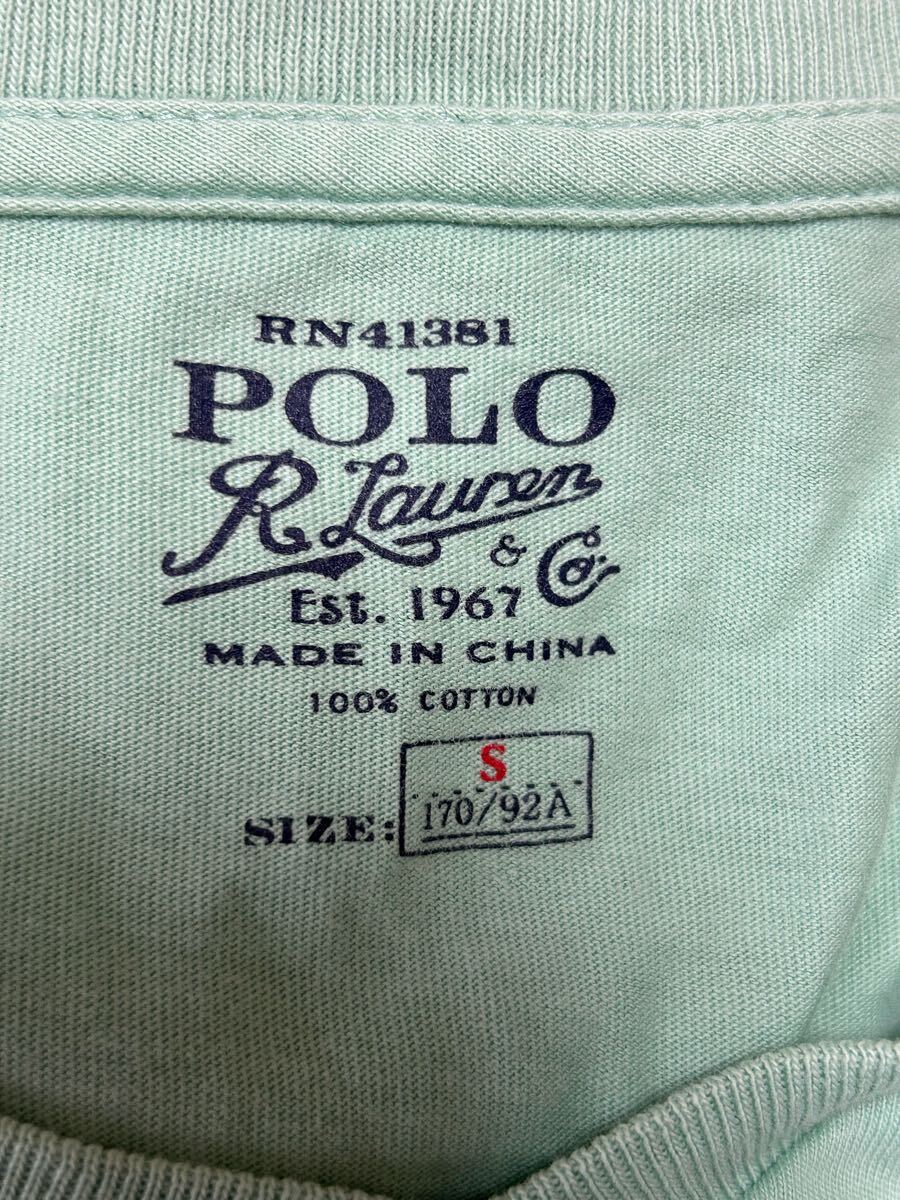 RN41381
POLO
R Lauren
& Co.
Est. 1967
MADE IN CHINA
100% COTTON
S
SIZE: 170/92A